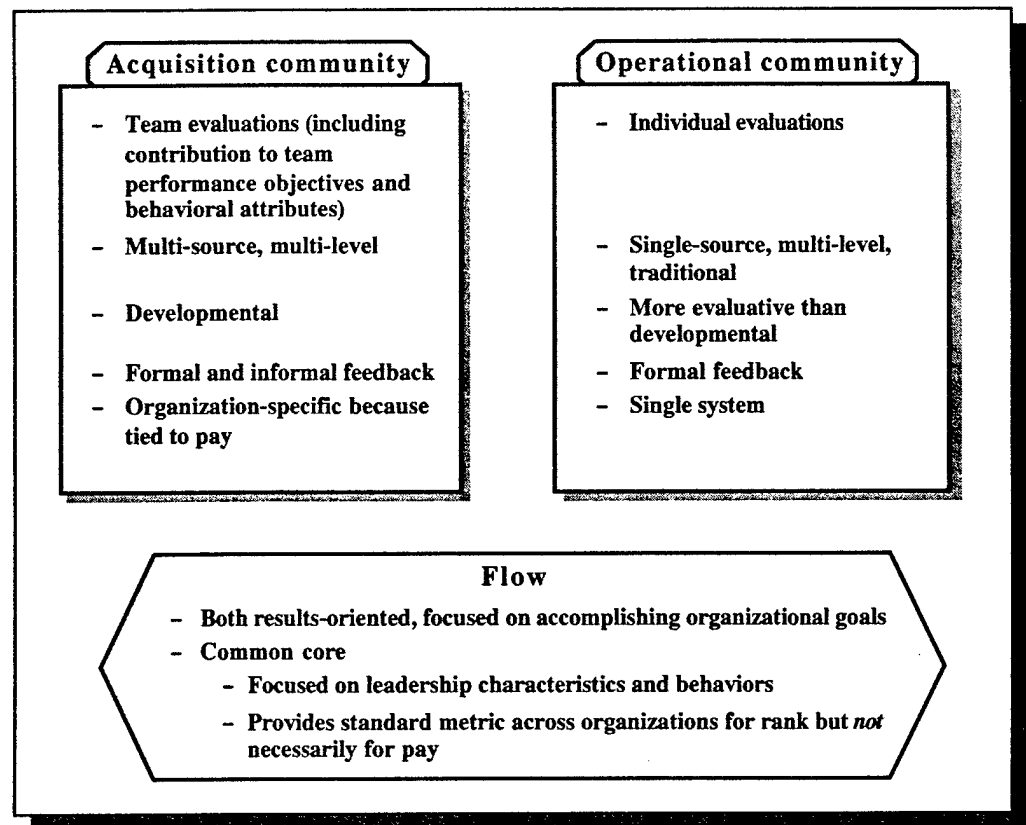 Acquisition community
– Team evaluations (including
contribution to team
performance objectives and
behavioral attributes)
– Multi-source, multi-level
– Developmental
– Formal and informal feedback
– Organization-specific because
tied to pay
Operational community
– Individual evaluations
– Single-source, multi-level,
traditional
– More evaluative than
developmental
– Formal feedback
– Single system
Flow
– Both results-oriented, focused on accomplishing organizational goals
– Common core
– Focused on leadership characteristics and behaviors
– Provides standard metric across organizations for rank but not
necessarily for pay